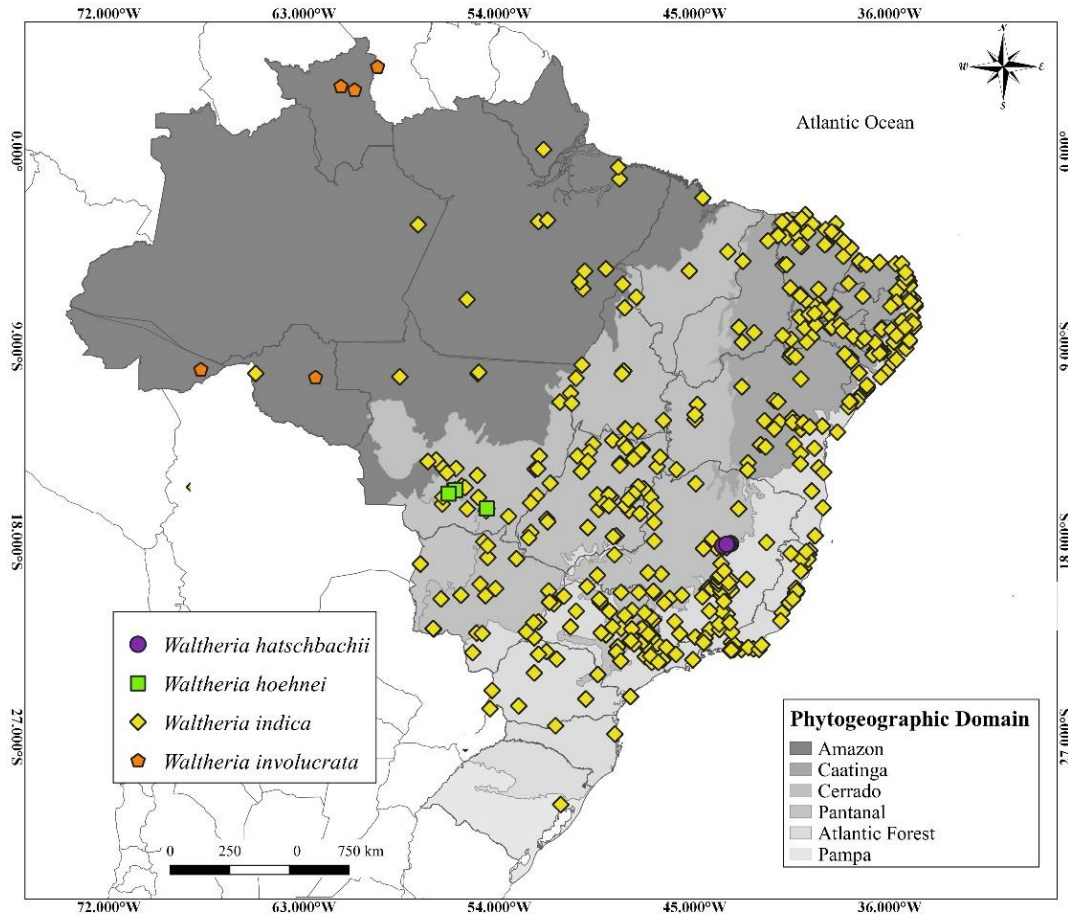 72.000°W 63.000°W 54.000°W 45.000°W 36.000°W
N
W E
S
Atlantic Ocean
0.000° 0.000°
9.000°S 9.000°S
18.000°S 18.000°S
27.000°S 27.000°S
Waltheria hatschbachii
Waltheria hoehnei
Waltheria indica
Waltheria involucrata
0 250 0 750 km
Phytogeographic Domain
Amazon
Caatinga
Cerrado
Pantanal
Atlantic Forest
Pampa
72.000°W 63.000°W 54.000°W 45.000°W 36.000°W